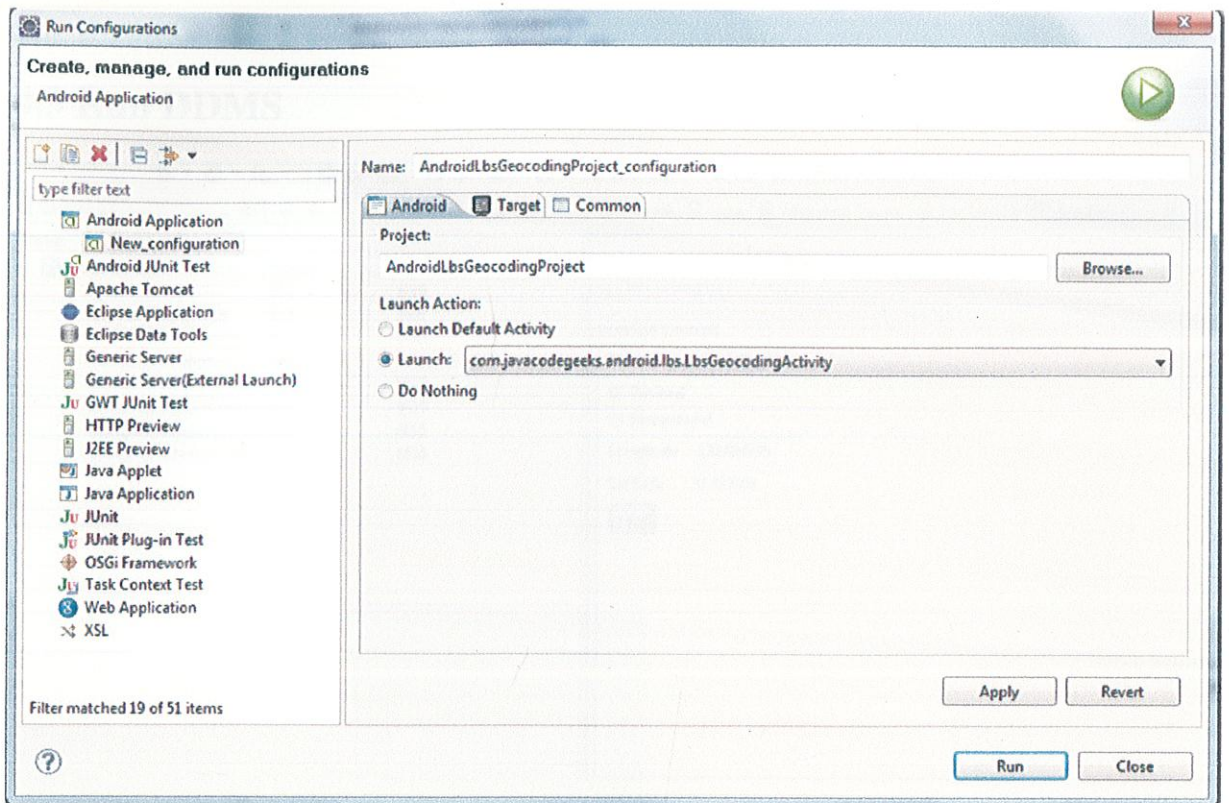 Run Configurations
Create, manage, and run configurations
Android Application
type filter text
Android Application
New_configuration
Android JUnit Test
Apache Tomcat
Eclipse Application
Eclipse Data Tools
Generic Server
Generic Server(External Launch)
GWT JUnit Test
HTTP Preview
J2EE Preview
Java Applet
Java Application
JUnit
JUnit Plug-in Test
OSGi Framework
Task Context Test
Web Application
XSL
Filter matched 19 of 51 items
Name: AndroidLbsGeocodingProject_configuration
Android Target Common
Project:
AndroidLbsGeocodingProject Browse...
Launch Action:
Launch Default Activity
Launch: com.javacodegeeks.android.lbs.LbsGeocodingActivity
Do Nothing
Apply Revert
Run Close